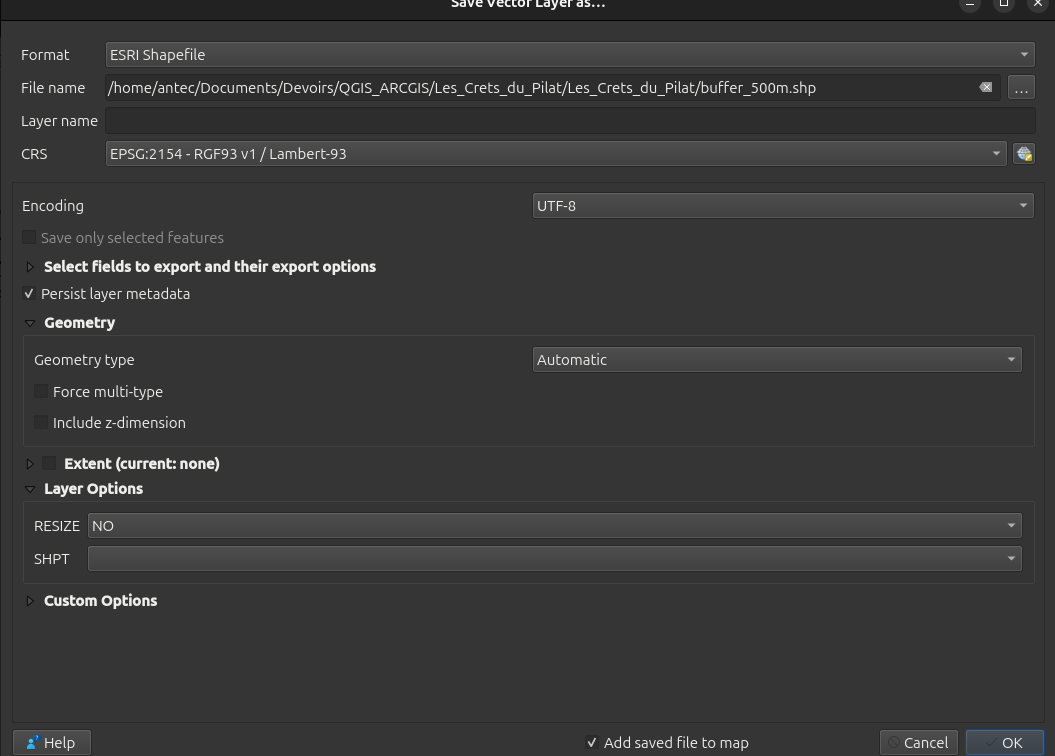 Save Vector Layer as…
Format ESRI Shapefile
File name /home/antec/Documents/Devoirs/QGIS_ARCGIS/Les_Crets_du_Pilat/Les_Crets_du_Pilat/buffer_500m.shp ...
Layer name
CRS EPSG:2154 - RGF93 v1 / Lambert-93
Encoding UTF-8
Save only selected features
Select fields to export and their export options
Persist layer metadata
Geometry
Geometry type Automatic
Force multi-type
Include z-dimension
Extent (current: none)
Layer Options
RESIZE NO
SHPT
Custom Options
Help Add saved file to map Cancel OK